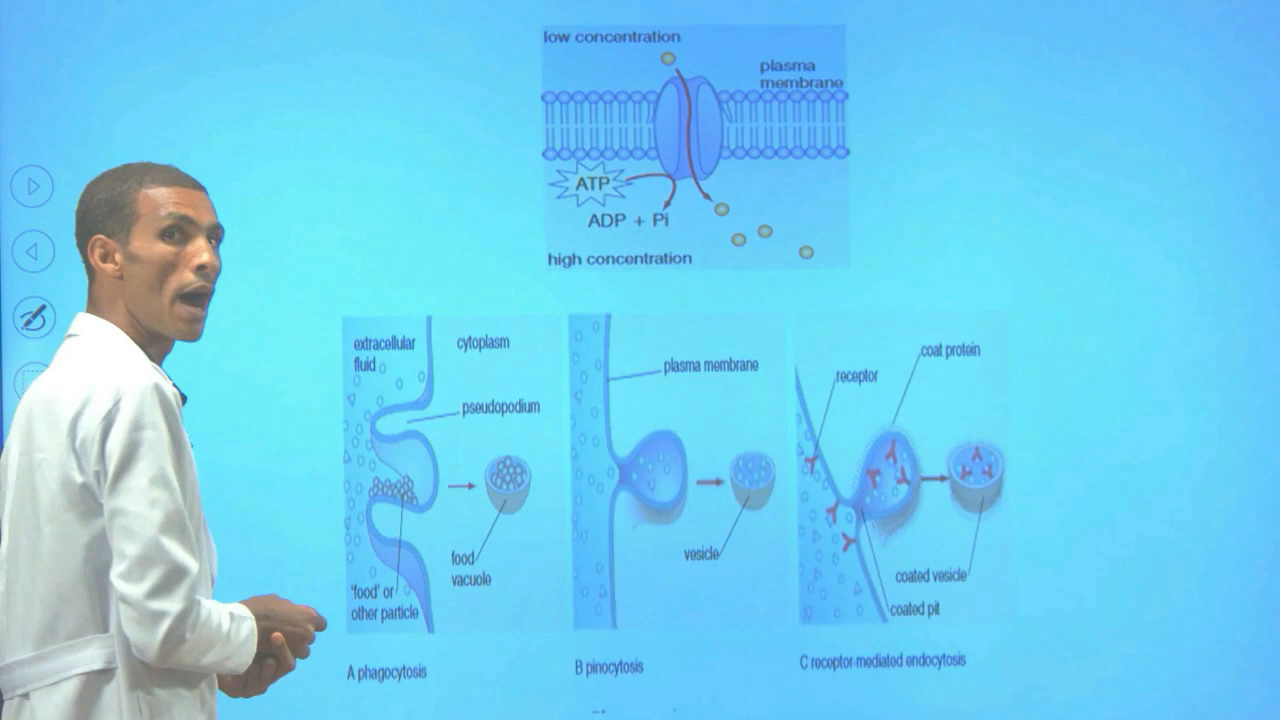 low concentration
plasma
membrane
ATP
ADP + Pi
high concentration
extracellular
fluid
cytoplasm
pseudopodium
food
vacuole
'food' or
other particle
A phagocytosis
plasma membrane
vesicle
B pinocytosis
receptor
coat protein
coated vesicle
coated pit
C receptor-mediated endocytosis